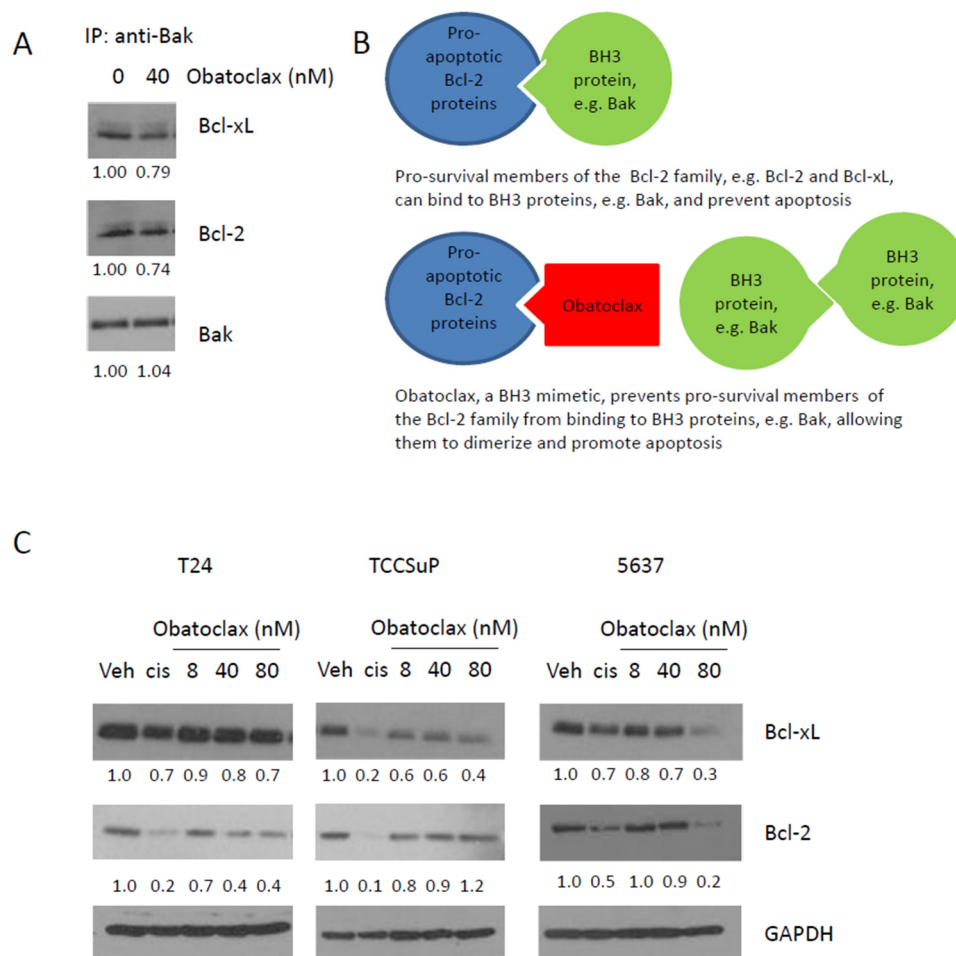 A
IP: anti-Bak
0 40 Obatoclax (nM)
Bcl-xL
1.00 0.79
Bcl-2
1.00 0.74
Bak
1.00 1.04
B
Pro-
apoptotic
Bcl-2
proteins
BH3
protein,
e.g. Bak
Pro-survival members of the Bcl-2 family, e.g. Bcl-2 and Bcl-xL,
can bind to BH3 proteins, e.g. Bak, and prevent apoptosis
Pro-
apoptotic
Bcl-2
proteins
Obatoclax
BH3
protein,
e.g. Bak
BH3
protein,
e.g. Bak
Obatoclax, a BH3 mimetic, prevents pro-survival members of
the Bcl-2 family from binding to BH3 proteins, e.g. Bak, allowing
them to dimerize and promote apoptosis
C
T24 TCCSuP 5637
Obatoclax (nM) Obatoclax (nM) Obatoclax (nM)
Veh cis 8 40 80 Veh cis 8 40 80 Veh cis 8 40 80
Bcl-xL
1.0 0.7 0.9 0.8 0.7 1.0 0.2 0.6 0.6 0.4 1.0 0.7 0.8 0.7 0.3
Bcl-2
1.0 0.2 0.7 0.4 0.4 1.0 0.1 0.8 0.9 1.2 1.0 0.5 1.0 0.9 0.2
GAPDH